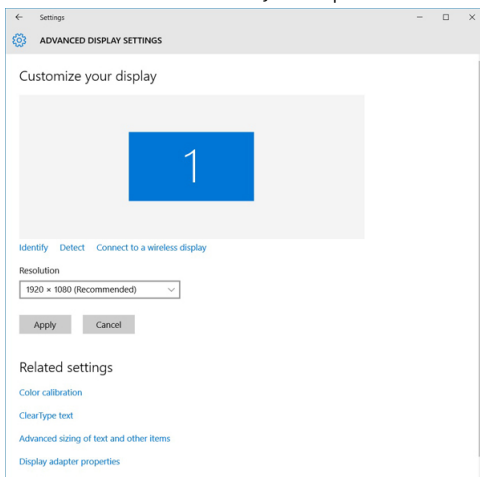 Settings
ADVANCED DISPLAY SETTINGS
Customize your display
1
Identify Detect Connect to a wireless display
Resolution
1920 × 1080 (Recommended)
Apply Cancel
Related settings
Color calibration
ClearType text
Advanced sizing of text and other items
Display adapter properties